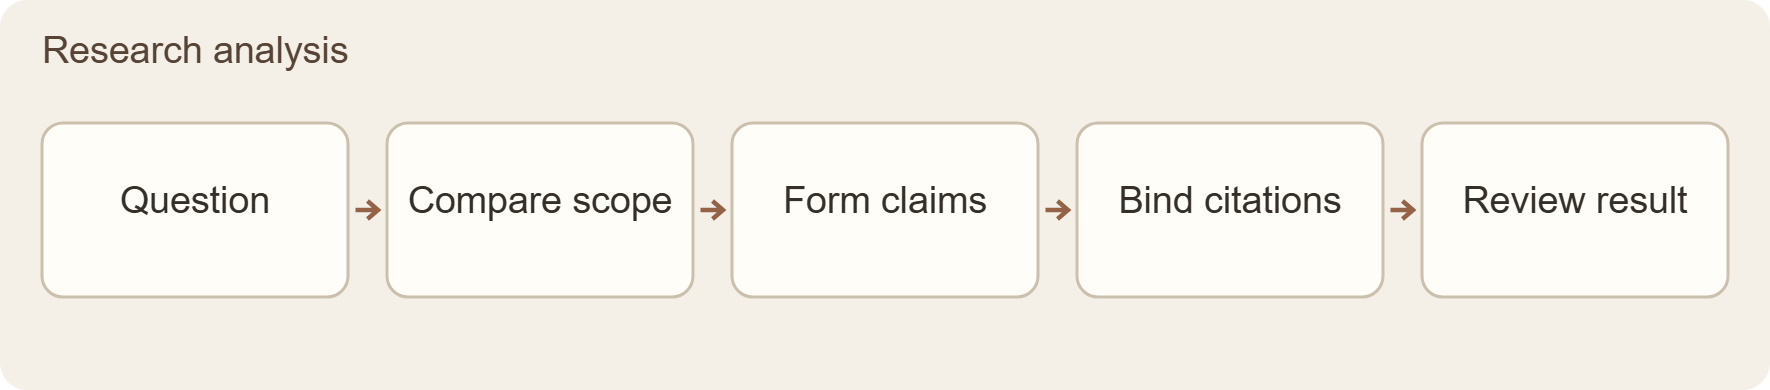 Research analysis
Question
Compare scope
Form claims
Bind citations
Review result